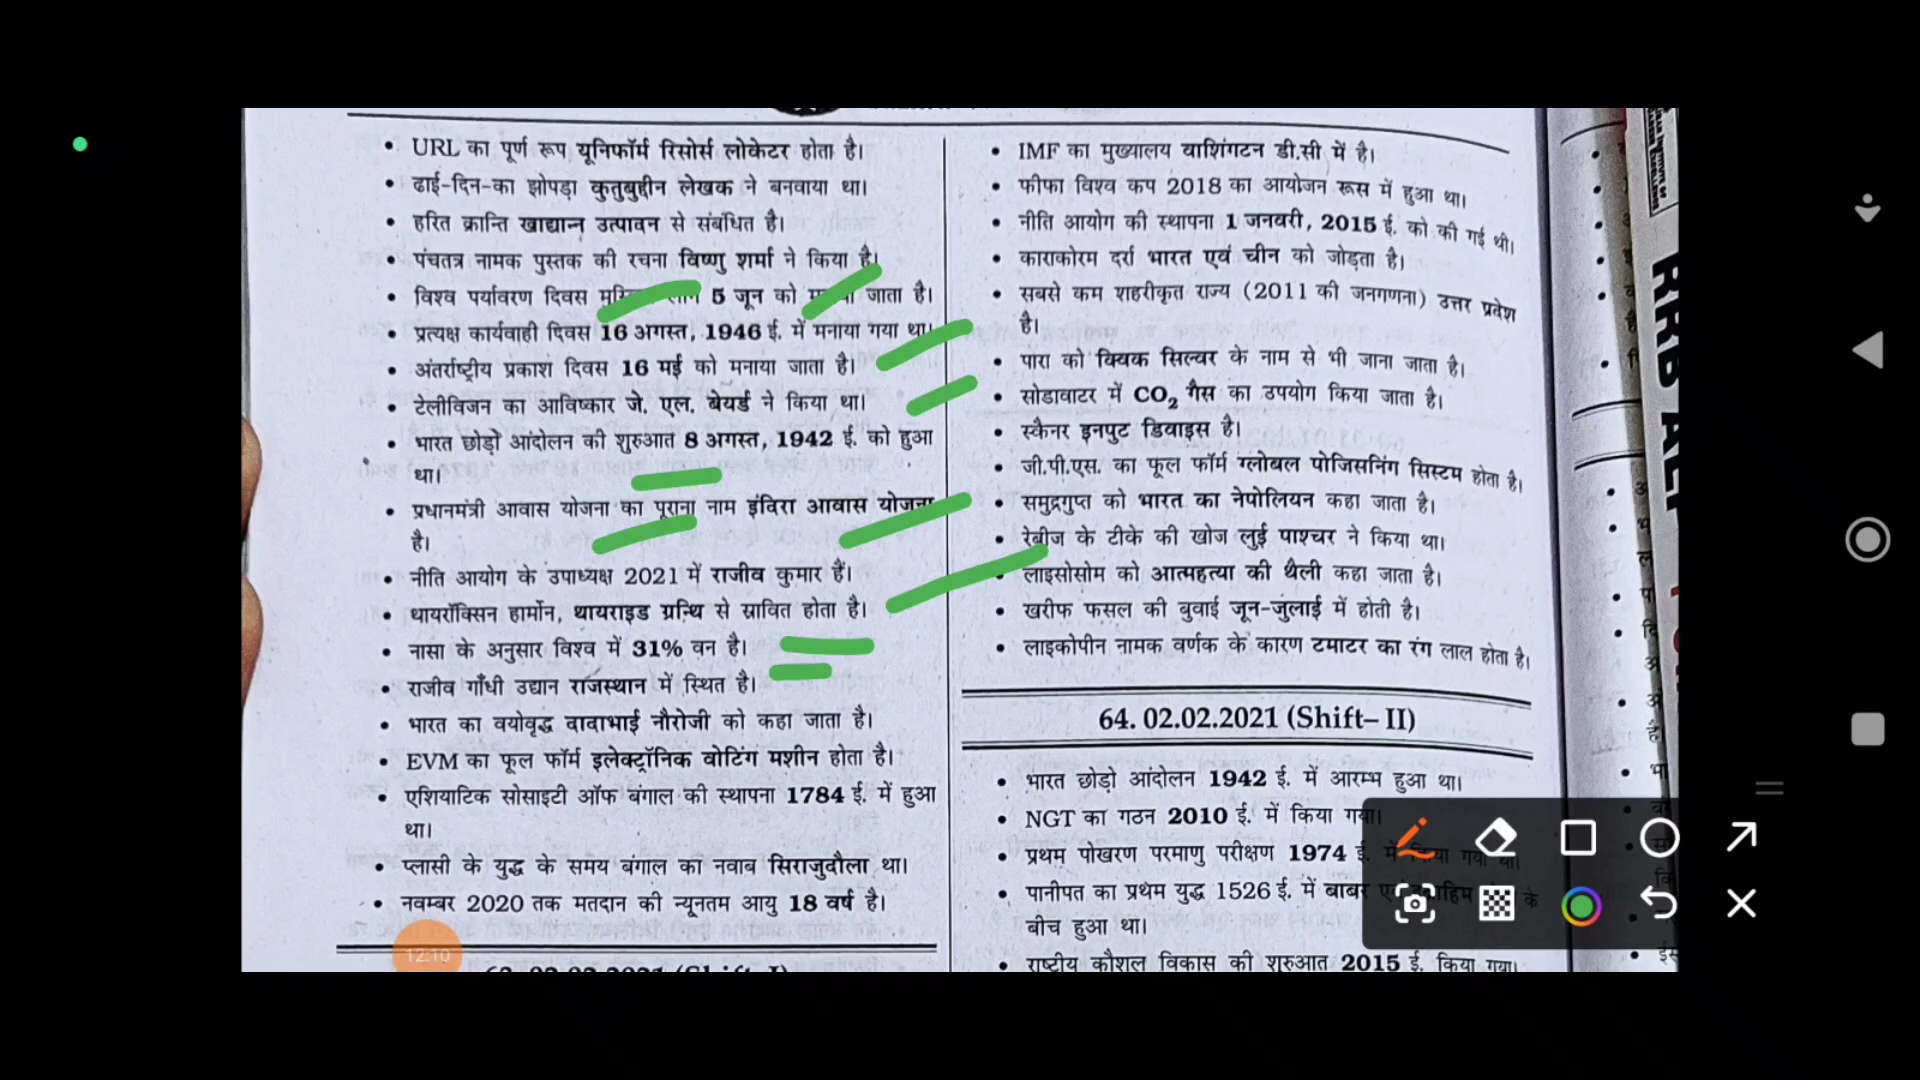 • URL का पूर्ण रूप यूनिफॉर्म रिसोर्स लोकेटर होता है।
• ढाई-दिन-का झोपड़ा कुतुबुद्दीन लेखक ने बनवाया था।
• हरित क्रान्ति खाद्यान्न उत्पावन से संबंधित है।
• पंचतत्र नामक पुस्तक की रचना विष्णु शर्मा ने किया है।
• विश्व पर्यावरण दिवस 5 जून को जाता है।
• प्रत्यक्ष कार्यवाही दिवस 16 अगस्त, 1946 ई. में मनाया गया था।
• अंतर्राष्ट्रीय प्रकाश दिवस 16 मई को मनाया जाता है।
• टेलीविजन का आविष्कार जे. एल. बेयर्ड ने किया था।
• भारत छोड़ो आंदोलन की शुरुआत 8 अगस्त, 1942 ई. को हुआ
था।
• प्रधानमंत्री आवास योजना का पूराना नाम इंदिरा आवास योजना
है।
• नीति आयोग के उपाध्यक्ष 2021 में राजीव कुमार हैं।
• थायरॉक्सिन हार्मोन, थायराइड ग्रन्थि से स्रावित होता है।
• नासा के अनुसार विश्व में 31% वन है।
• राजीव गाँधी उद्यान राजस्थान में स्थित है।
• भारत का वयोवृद्ध दादाभाई नौरोजी को कहा जाता है।
• EVM का फूल फॉर्म इलेक्ट्रॉनिक वोटिंग मशीन होता है।
• एशियाटिक सोसाइटी ऑफ बंगाल की स्थापना 1784 ई. में हुआ
था।
• प्लासी के युद्ध के समय बंगाल का नवाब सिराजुदौला था।
• नवम्बर 2020 तक मतदान की न्यूनतम आयु 18 वर्ष है।
12:10
• IMF का मुख्यालय वाशिंगटन डी.सी में है।
• फीफा विश्व कप 2018 का आयोजन रूस में हुआ था।
• नीति आयोग की स्थापना 1 जनवरी, 2015 ई. को की गई थी।
• काराकोरम दर्रा भारत एवं चीन को जोड़ता है।
• सबसे कम शहरीकृत राज्य (2011 की जनगणना) उत्तर प्रवेश
है।
• पारा को क्विक सिल्वर के नाम से भी जाना जाता है।
• सोडावाटर में CO₂ गैस का उपयोग किया जाता है।
• स्कैनर इनपुट डिवाइस है।
• जी.पी.एस. का फूल फॉर्म ग्लोबल पोजिसनिंग सिस्टम होता है।
• समुद्रगुप्त को भारत का नेपोलियन कहा जाता है।
• रेबीज के टीके की खोज लुई पाश्चर ने किया था।
• लाइसोसोम को आत्महत्या की थैली कहा जाता है।
• खरीफ फसल की बुवाई जून-जुलाई में होती है।
• लाइकोपीन नामक वर्णक के कारण टमाटर का रंग लाल होता है।
64. 02.02.2021 (Shift–II)
• भारत छोड़ो आंदोलन 1942 ई. में आरम्भ हुआ था।
• NGT का गठन 2010 ई. में किया गया।
• प्रथम पोखरण परमाणु परीक्षण 1974 ई. में किया गया था।
• पानीपत का प्रथम युद्ध 1526 ई. में बाबर एवं के
बीच हुआ था।
• राष्ट्रीय कौशल विकास की शुरुआत 2015 ई. किया गया।
RRB ALP